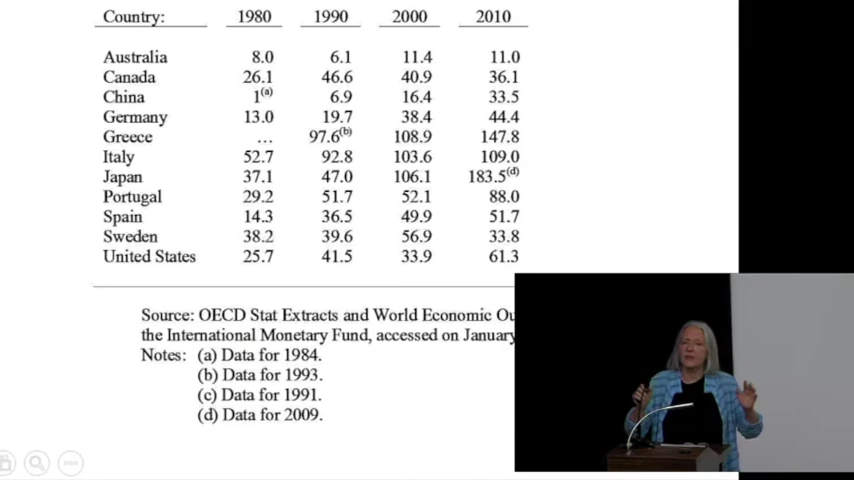 Country: 1980 1990 2000 2010
Australia 8.0 6.1 11.4 11.0
Canada 26.1 46.6 40.9 36.1
China 1(a) 6.9 16.4 33.5
Germany 13.0 19.7 38.4 44.4
Greece ... 97.6(b) 108.9 147.8
Italy 52.7 92.8 103.6 109.0
Japan 37.1 47.0 106.1 183.5(d)
Portugal 29.2 51.7 52.1 88.0
Spain 14.3 36.5 49.9 51.7
Sweden 38.2 39.6 56.9 33.8
United States 25.7 41.5 33.9 61.3
Source: OECD Stat Extracts and World Economic Ou
the International Monetary Fund, accessed on January
Notes: (a) Data for 1984.
(b) Data for 1993.
(c) Data for 1991.
(d) Data for 2009.